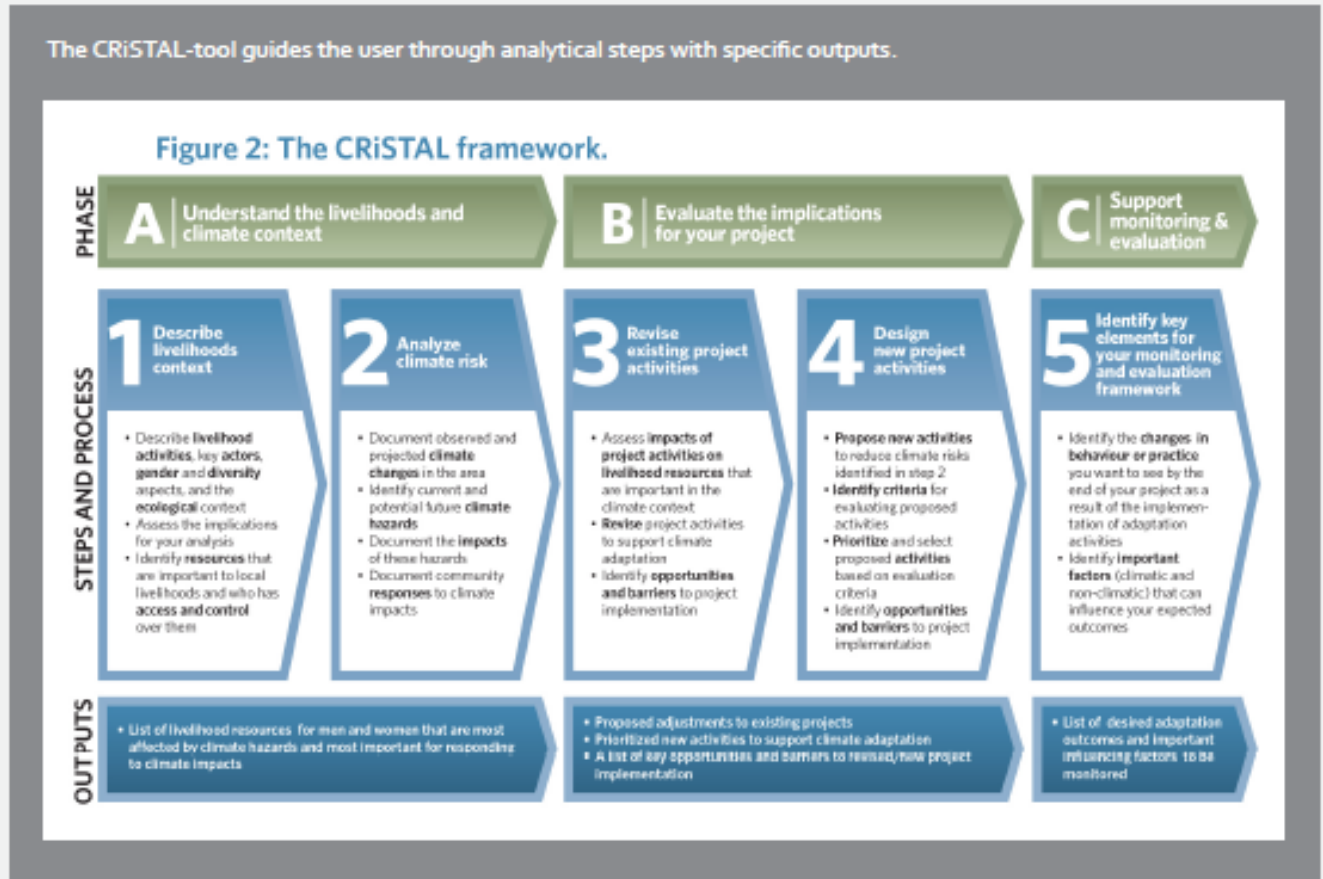 The CRiSTAL-tool guides the user through analytical steps with specific outputs.
Figure 2: The CRiSTAL framework.
PHASE
A
Understand the livelihoods and
climate context
B
Evaluate the implications
for your project
C
Support
monitoring &
evaluation
STEPS AND PROCESS
1
Describe
livelihoods
context
• Describe livelihood
activities, key actors,
gender and diversity
aspects, and the
ecological context
• Assess the implications
for your analysis
• Identify resources that
are important to local
livelihoods and who has
access and control
over them
2
Analyze
climate risk
• Document observed and
projected climate
changes in the area
• Identify current and
potential future climate
hazards
• Document the impacts
of these hazards
• Document community
responses to climate
impacts
3
Revise
existing project
activities
• Assess impacts of
project activities on
livelihood resources that
are important in the
climate context
• Revise project activities
to support climate
adaptation
• Identify opportunities
and barriers to project
implementation
4
Design
new project
activities
• Propose new activities
to reduce climate risks
identified in step 2
• Identify criteria for
evaluating proposed
activities
• Prioritize and select
proposed activities
based on evaluation
criteria
• Identify opportunities
and barriers to project
implementation
5
Identify key
elements for
your monitoring
and evaluation
framework
• Identify the changes in
behaviour or practice
you want to see by the
end of your project as a
result of the implemen-
tation of adaptation
activities
• Identify important
factors (climatic and
non-climatic) that can
influence your expected
outcomes
OUTPUTS
• List of livelihood resources for men and women that are most
affected by climate hazards and most important for responding
to climate impacts
• Proposed adjustments to existing projects
• Prioritized new activities to support climate adaptation
• A list of key opportunities and barriers to revised/new project
implementation
• List of desired adaptation
outcomes and important
influencing factors to be
monitored